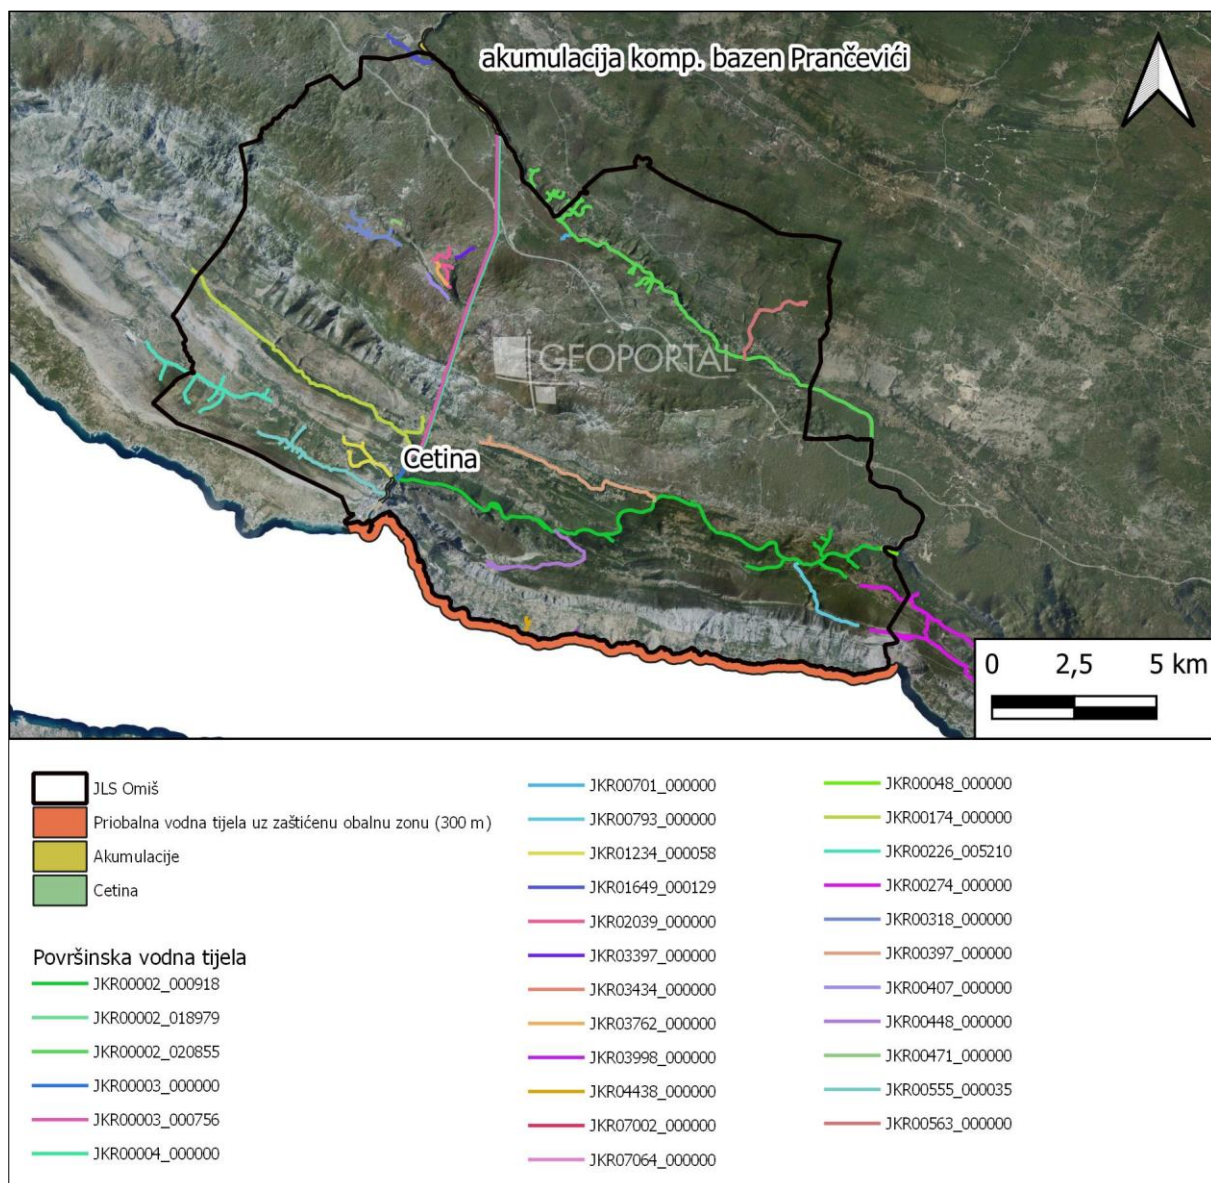 akumulacija komp. bazen Prančevići
GEOPORTAL
Cetina
0 2,5 5 km
JLS Omiš
Priobalna vodna tijela uz zaštićenu obalnu zonu (300 m)
Akumulacije
Cetina
Površinska vodna tijela
JKR00002_000918
JKR00002_018979
JKR00002_020855
JKR00003_000000
JKR00003_000756
JKR00004_000000
JKR00701_000000
JKR00793_000000
JKR01234_000058
JKR01649_000129
JKR02039_000000
JKR03397_000000
JKR03434_000000
JKR03762_000000
JKR03998_000000
JKR04438_000000
JKR07002_000000
JKR07064_000000
JKR00048_000000
JKR00174_000000
JKR00226_005210
JKR00274_000000
JKR00318_000000
JKR00397_000000
JKR00407_000000
JKR00448_000000
JKR00471_000000
JKR00555_000035
JKR00563_000000